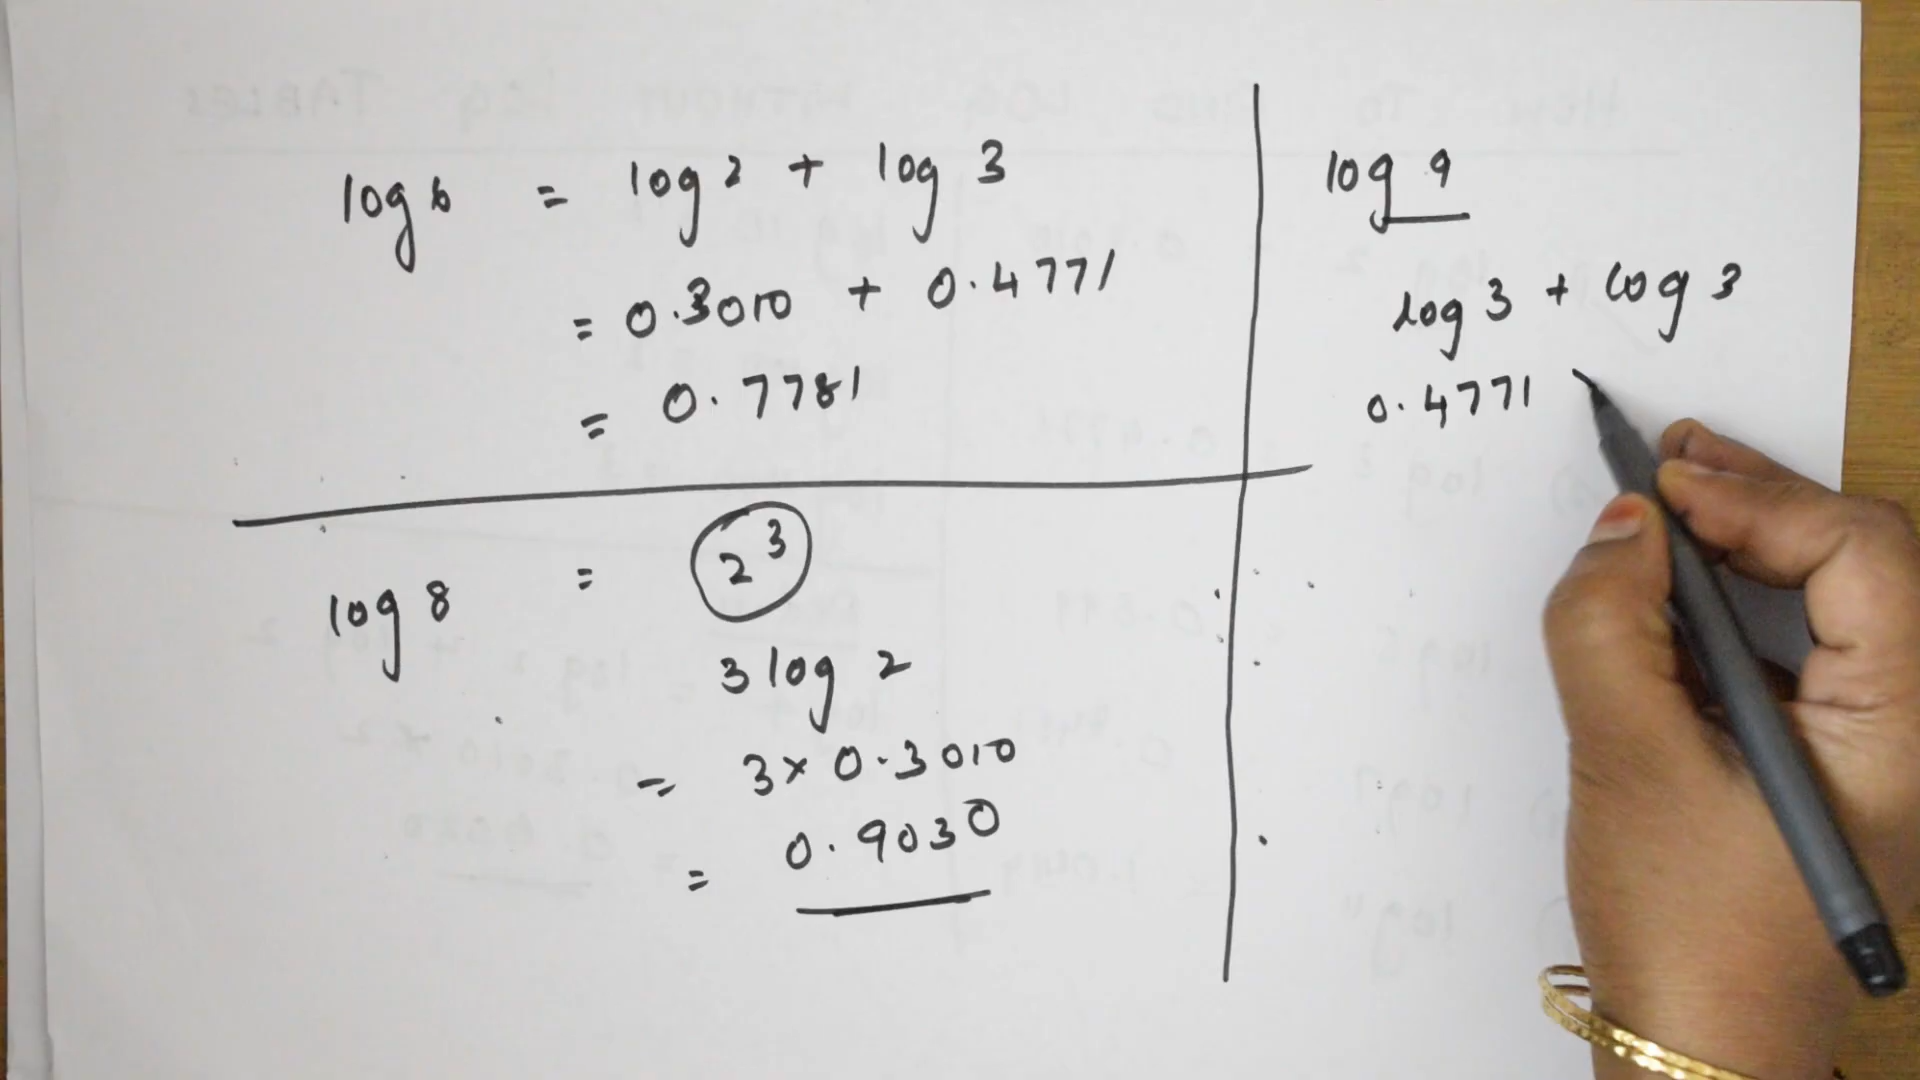 log 6 = log 2 + log 3
= 0.3010 + 0.4771
= 0.7781
log 8 = 2³
3 log 2
= 3 × 0.3010
= 0.9030
log 9
log 3 + log 3
0.4771